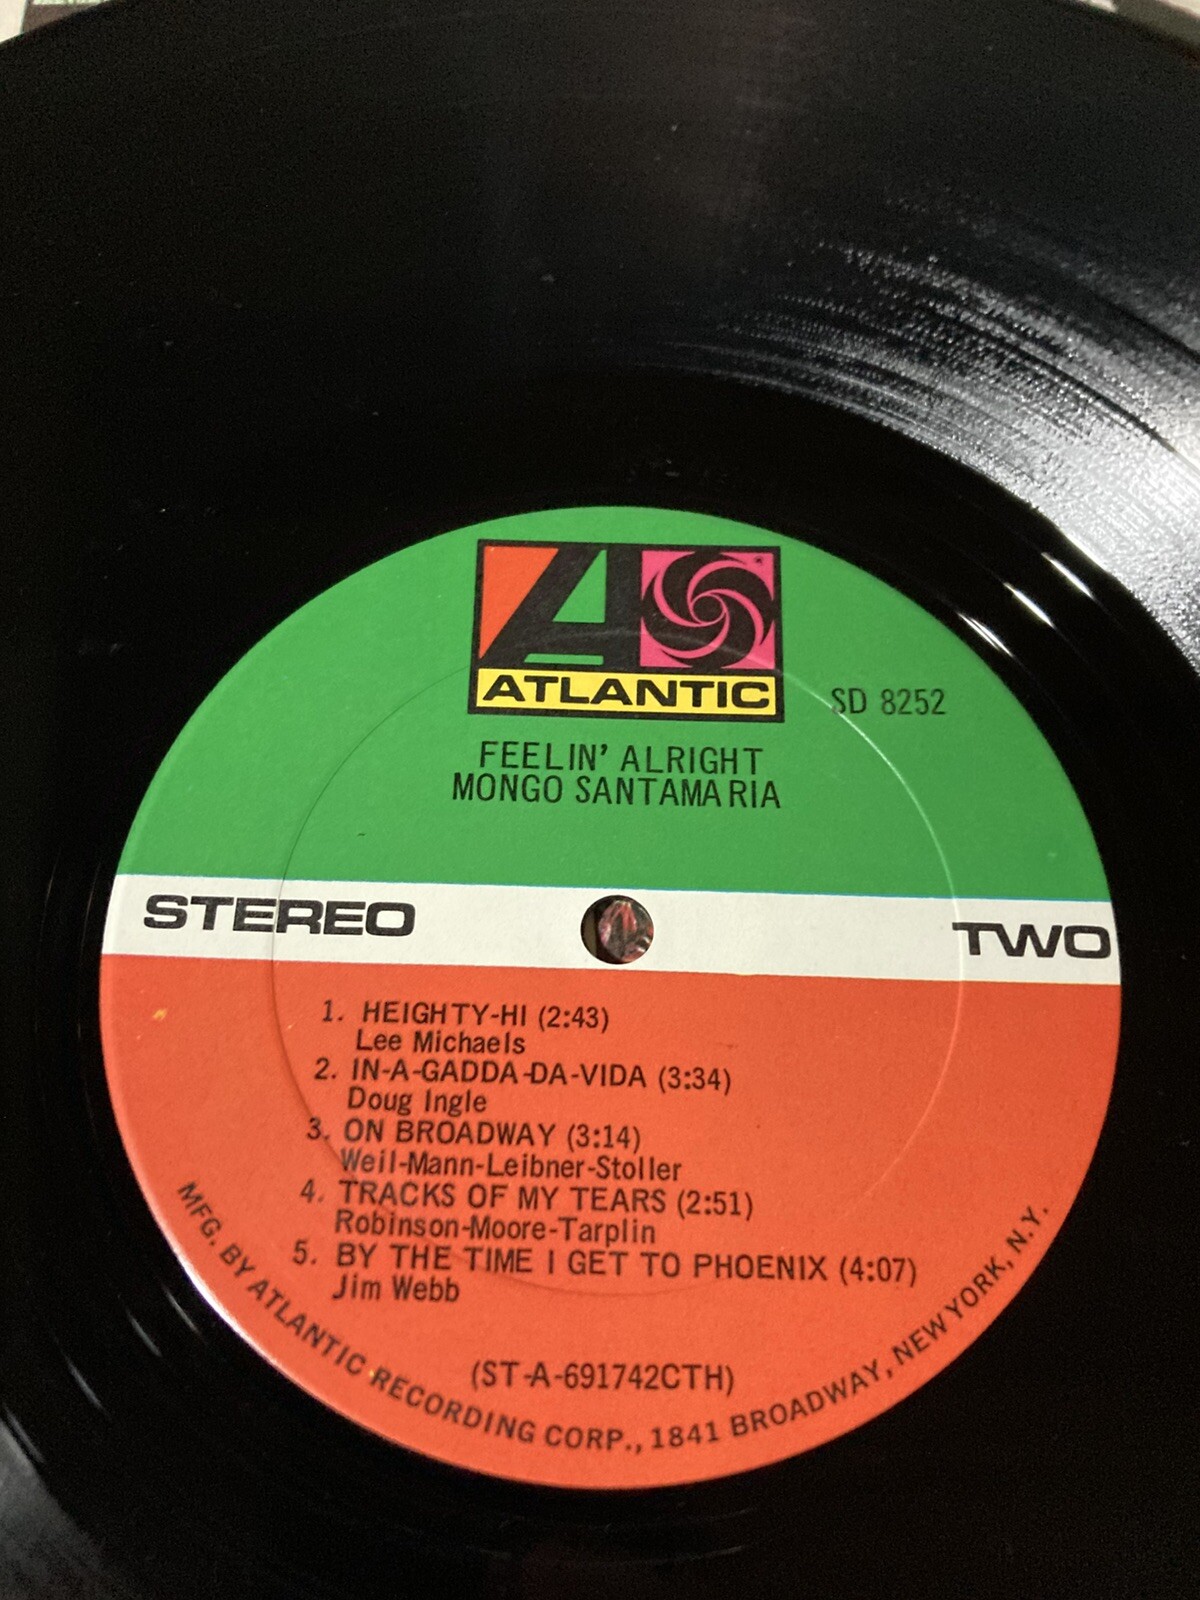 ATLANTIC
SD 8252
FEELIN' ALRIGHT
MONGO SANTAMARIA
STEREO
TWO
1. HEIGHTY-HI (2:43)
Lee Michaels
2. IN-A-GADDA-DA-VIDA (3:34)
Doug Ingle
3. ON BROADWAY (3:14)
Weil-Mann-Leibner-Stoller
4. TRACKS OF MY TEARS (2:51)
Robinson-Moore-Tarplin
5. BY THE TIME I GET TO PHOENIX (4:07)
Jim Webb
(ST-A-691742CTH)
MFG. BY ATLANTIC RECORDING CORP., 1841 BROADWAY, NEW YORK, N.Y.